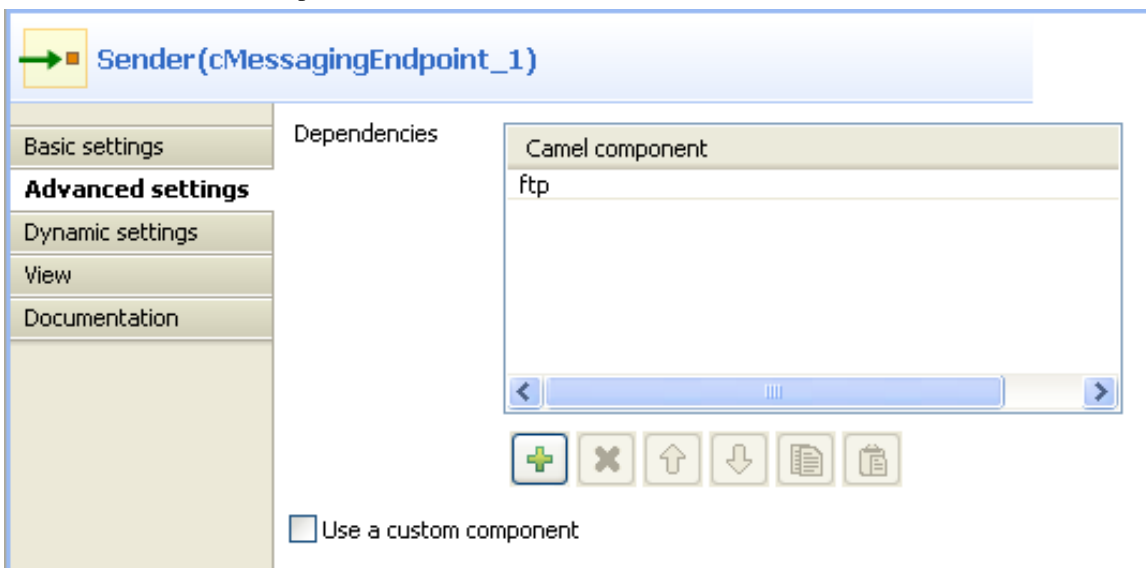 Sender(cMessagingEndpoint_1)
Basic settings
Advanced settings
Dynamic settings
View
Documentation
Dependencies
Camel component
ftp
Use a custom component